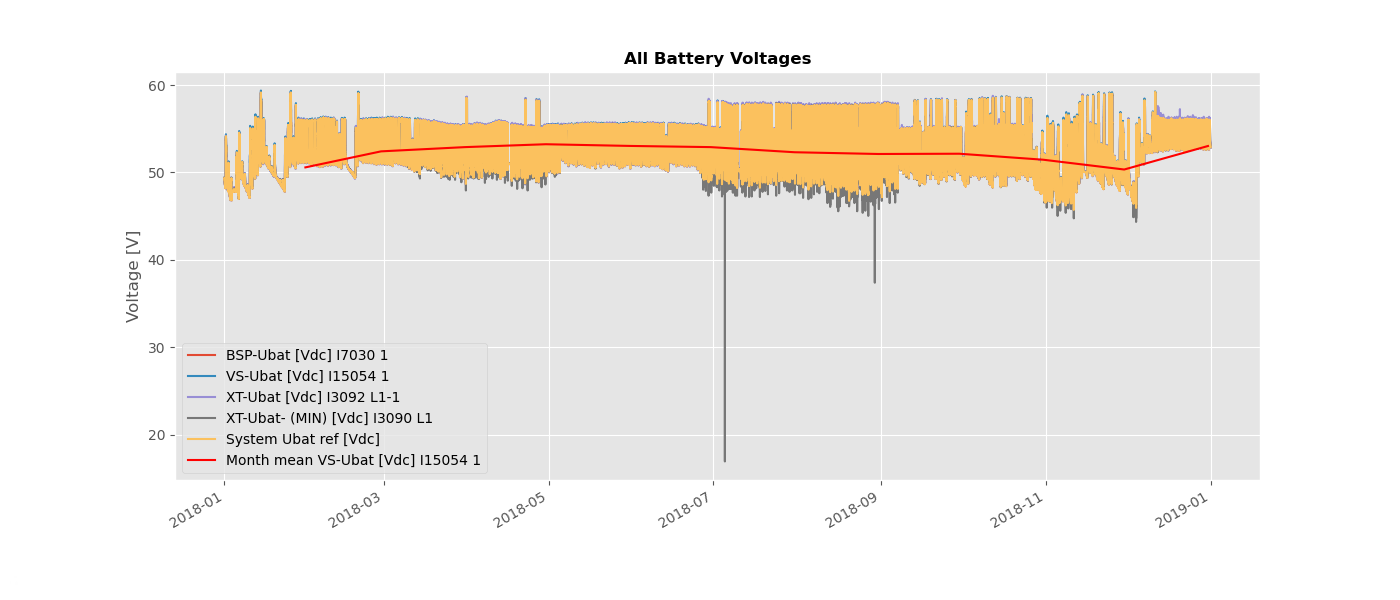 All Battery Voltages
Voltage [V]
60
50
40
30
20
BSP-Ubat [Vdc] I7030 1
VS-Ubat [Vdc] I15054 1
XT-Ubat [Vdc] I3092 L1-1
XT-Ubat- (MIN) [Vdc] I3090 L1
System Ubat ref [Vdc]
Month mean VS-Ubat [Vdc] I15054 1
2018-01
2018-03
2018-05
2018-07
2018-09
2018-11
2019-01